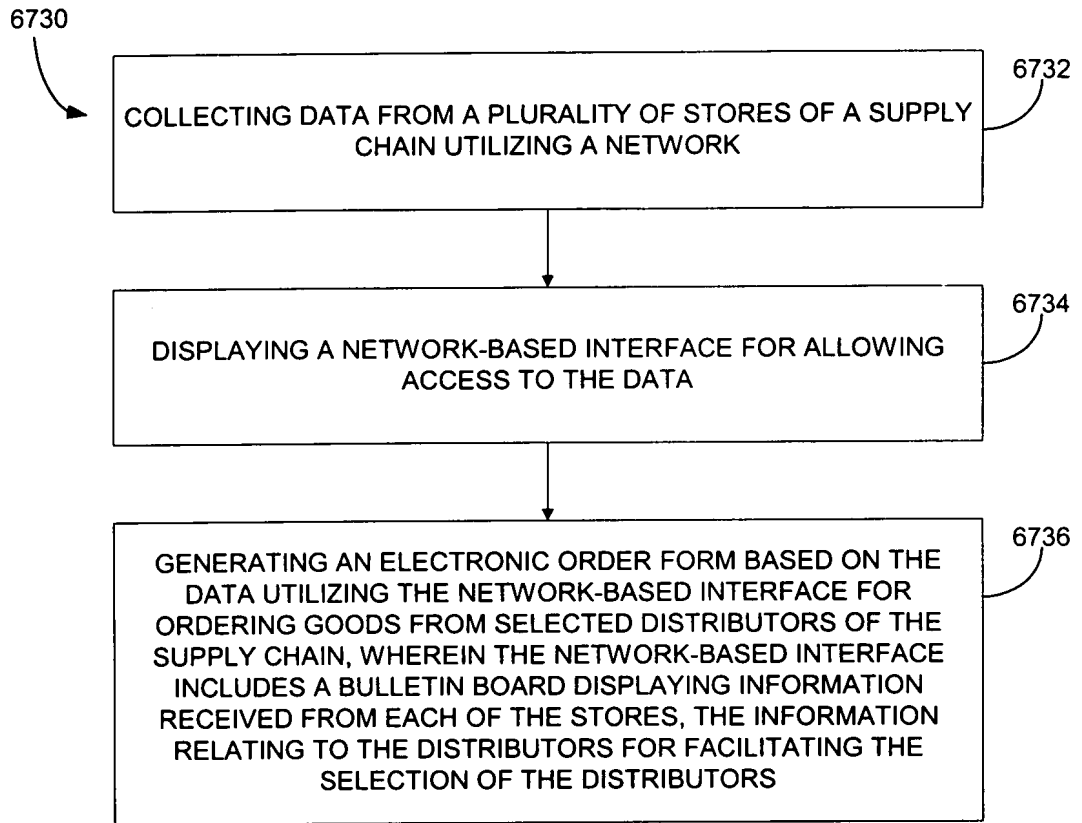 6730
6732
COLLECTING DATA FROM A PLURALITY OF STORES OF A SUPPLY
CHAIN UTILIZING A NETWORK
6734
DISPLAYING A NETWORK-BASED INTERFACE FOR ALLOWING
ACCESS TO THE DATA
6736
GENERATING AN ELECTRONIC ORDER FORM BASED ON THE
DATA UTILIZING THE NETWORK-BASED INTERFACE FOR
ORDERING GOODS FROM SELECTED DISTRIBUTORS OF THE
SUPPLY CHAIN, WHEREIN THE NETWORK-BASED INTERFACE
INCLUDES A BULLETIN BOARD DISPLAYING INFORMATION
RECEIVED FROM EACH OF THE STORES, THE INFORMATION
RELATING TO THE DISTRIBUTORS FOR FACILITATING THE
SELECTION OF THE DISTRIBUTORS